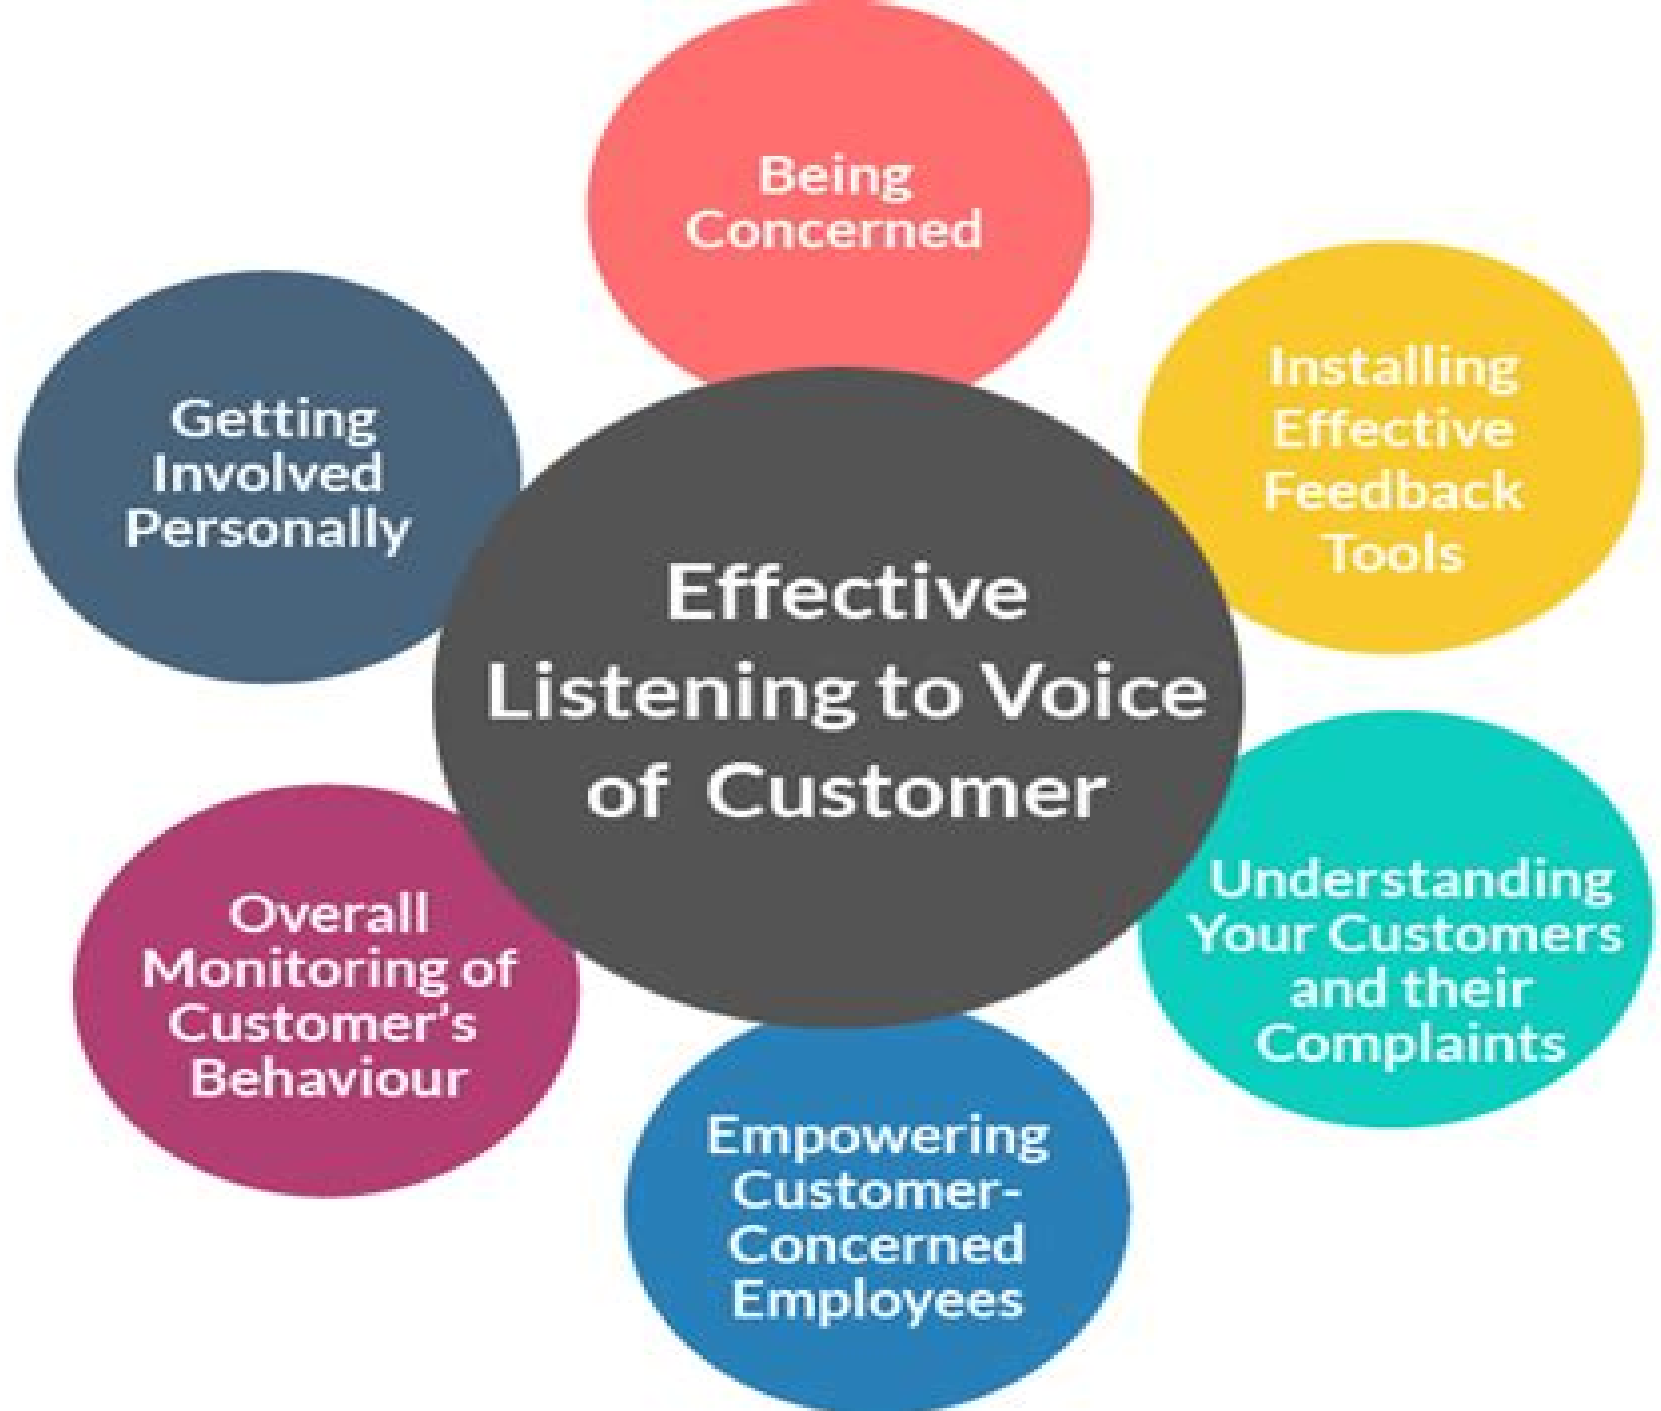 Being
Concerned
Installing
Effective
Feedback
Tools
Getting
Involved
Personally
Effective
Listening to Voice
of Customer
Understanding
Your Customers
and their
Complaints
Overall
Monitoring of
Customer's
Behaviour
Empowering
Customer-
Concerned
Employees